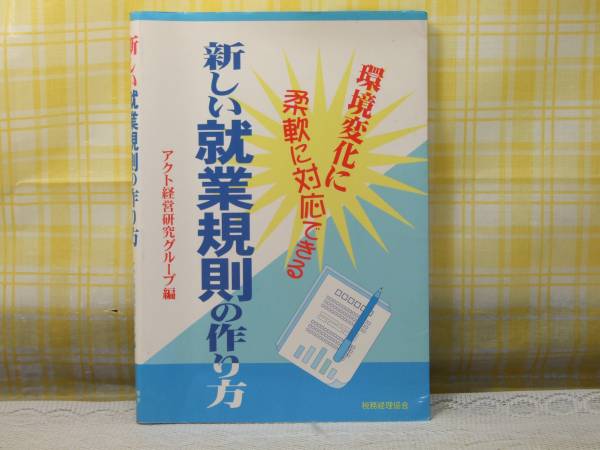 環境変化に
柔軟に対応できる
新しい就業規則の作り方
アクト経営研究グループ編
税務経理協会
新しい就業規則の作り方